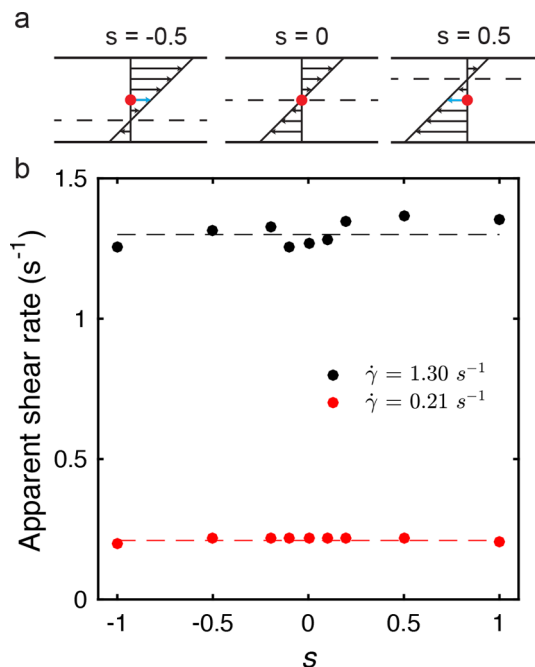 a
s = -0.5 s = 0 s = 0.5
b
Apparent shear rate (s⁻¹)
1.5
1
0.5
0
γ̇ = 1.30 s⁻¹
γ̇ = 0.21 s⁻¹
-1 -0.5 0 0.5 1
s